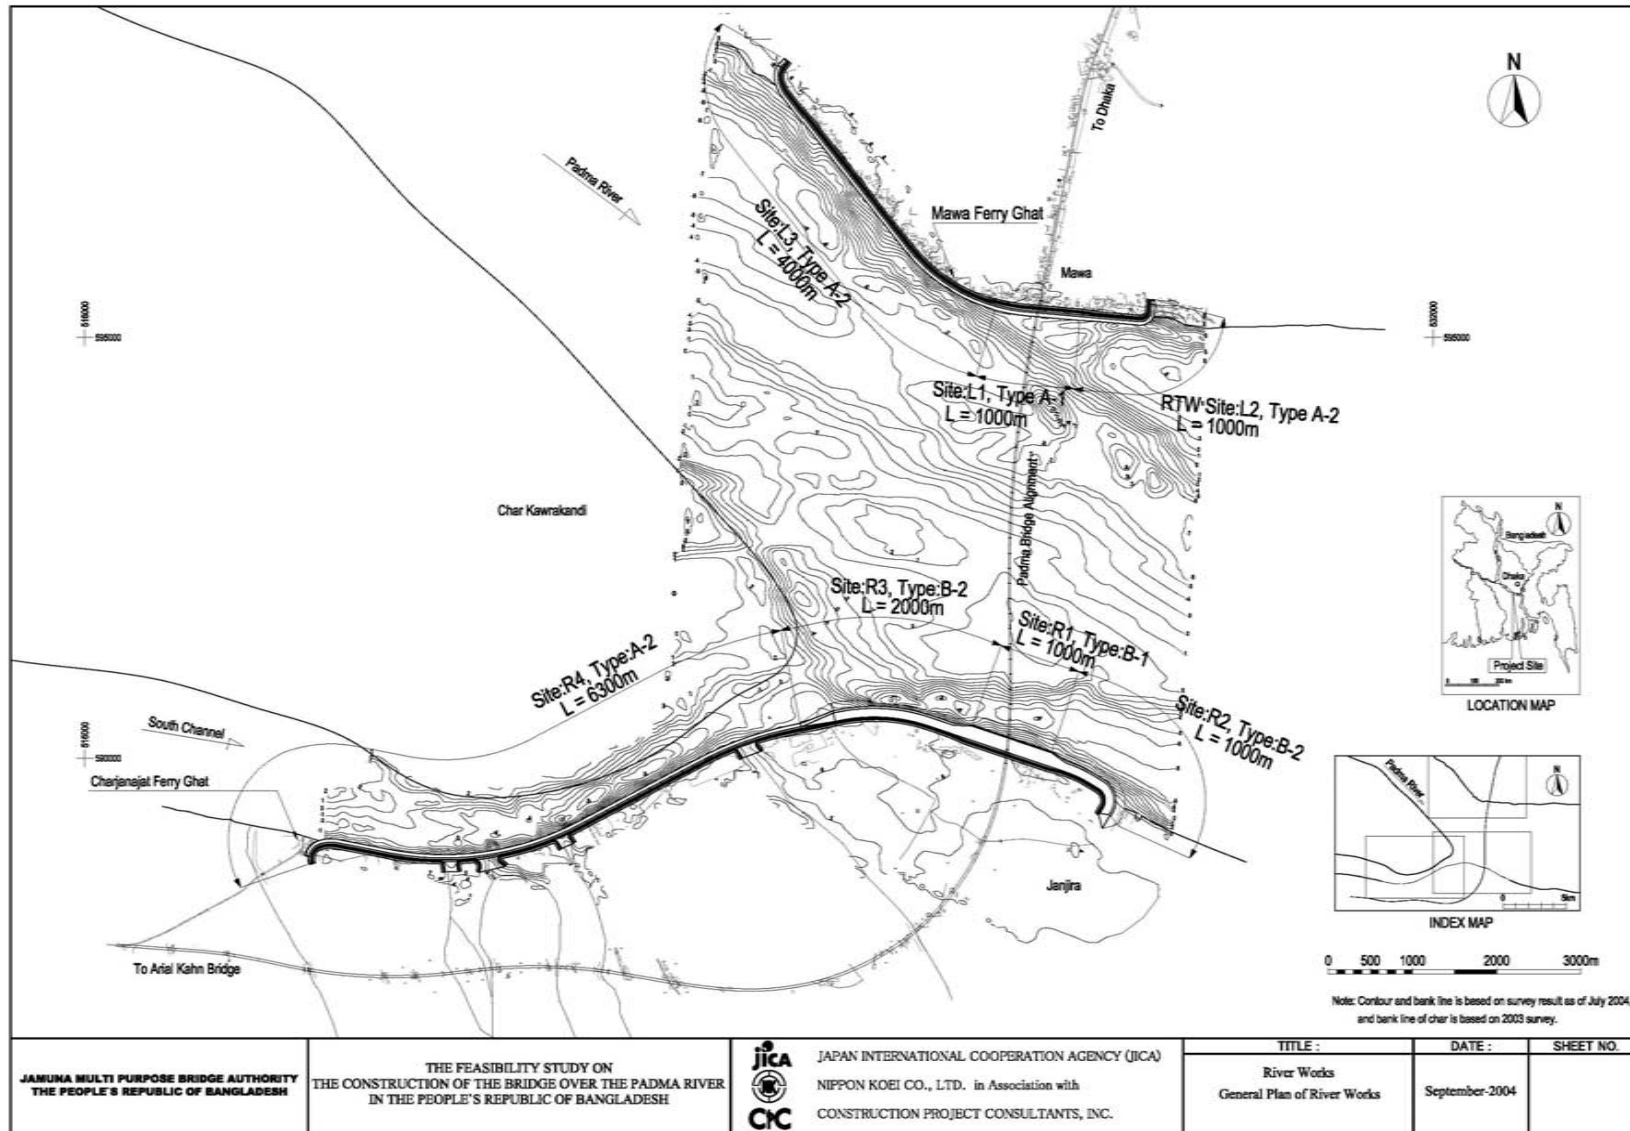 N
To Dhaka
Padma River
Mawa Ferry Ghat
Site:L3, Type A-2
L = 4000m
Mawa
516000
595000
532000
595000
Site:L1, Type A-1
L = 1000m
RTW Site:L2, Type A-2
L = 1000m
Padma Bridge Alignment
Char Kawrakandi
N
Bangladesh
Dhaka
Project Site
LOCATION MAP
Site:R3, Type:B-2
L = 2000m
Site:R1, Type:B-1
L = 1000m
Site:R4, Type:A-2
L = 6300m
Site:R2, Type:B-2
L = 1000m
South Channel
516000
590000
Charjanajat Ferry Ghat
Padma River
N
0 5km
INDEX MAP
Janjira
To Arial Kahn Bridge
0 500 1000 2000 3000m
Note: Contour and bank line is based on survey result as of July 2004,
and bank line of char is based on 2003 survey.
JAMUNA MULTI PURPOSE BRIDGE AUTHORITY
THE PEOPLE'S REPUBLIC OF BANGLADESH
THE FEASIBILITY STUDY ON
THE CONSTRUCTION OF THE BRIDGE OVER THE PADMA RIVER
IN THE PEOPLE'S REPUBLIC OF BANGLADESH
JICA
CPC
JAPAN INTERNATIONAL COOPERATION AGENCY (JICA)
NIPPON KOEI CO., LTD. in Association with
CONSTRUCTION PROJECT CONSULTANTS, INC.
TITLE :
River Works
General Plan of River Works
DATE :
September-2004
SHEET NO.